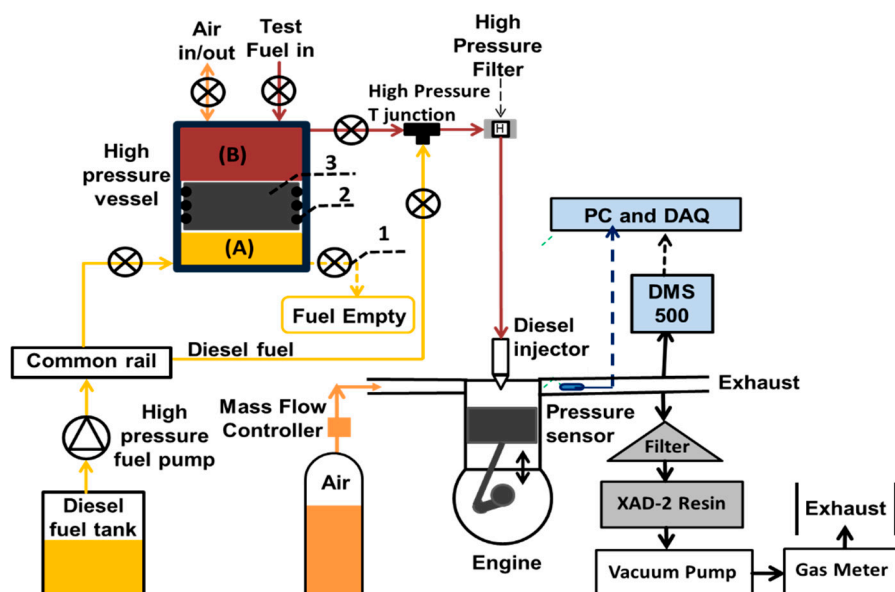 Air
in/out
Test
Fuel in
High
Pressure
Filter
High Pressure
T junction
H
High
pressure
vessel
(B)
3
2
(A)
1
Fuel Empty
PC and DAQ
DMS
500
Diesel
injector
Common rail
Diesel fuel
Exhaust
Mass Flow
Controller
Pressure
sensor
High
pressure
fuel pump
Filter
Air
Diesel
fuel tank
XAD-2 Resin
Exhaust
Engine
Vacuum Pump
Gas Meter